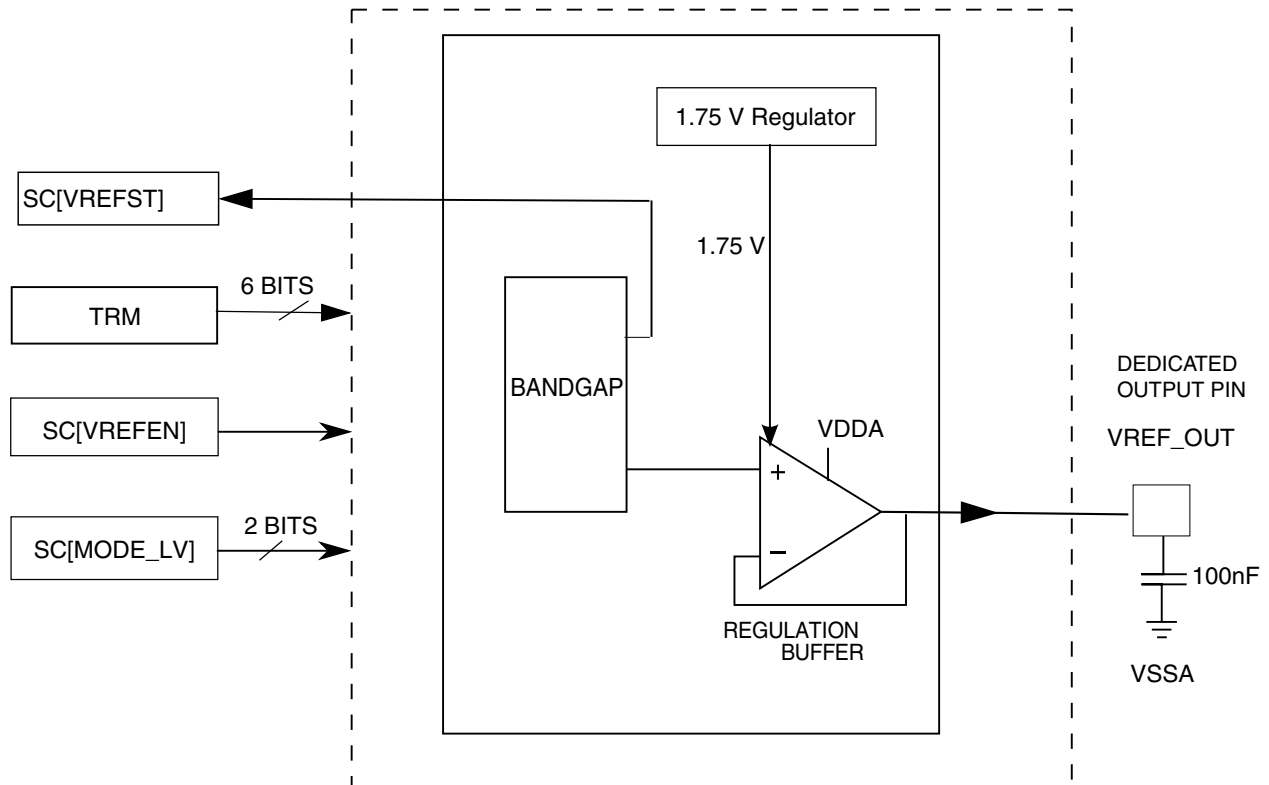 1.75 V Regulator
SC[VREFST]
1.75 V
6 BITS
TRM
BANDGAP
DEDICATED
OUTPUT PIN
SC[VREFEN]
VDDA
VREF_OUT
+
2 BITS
SC[MODE_LV]
−
100nF
REGULATION
BUFFER
VSSA